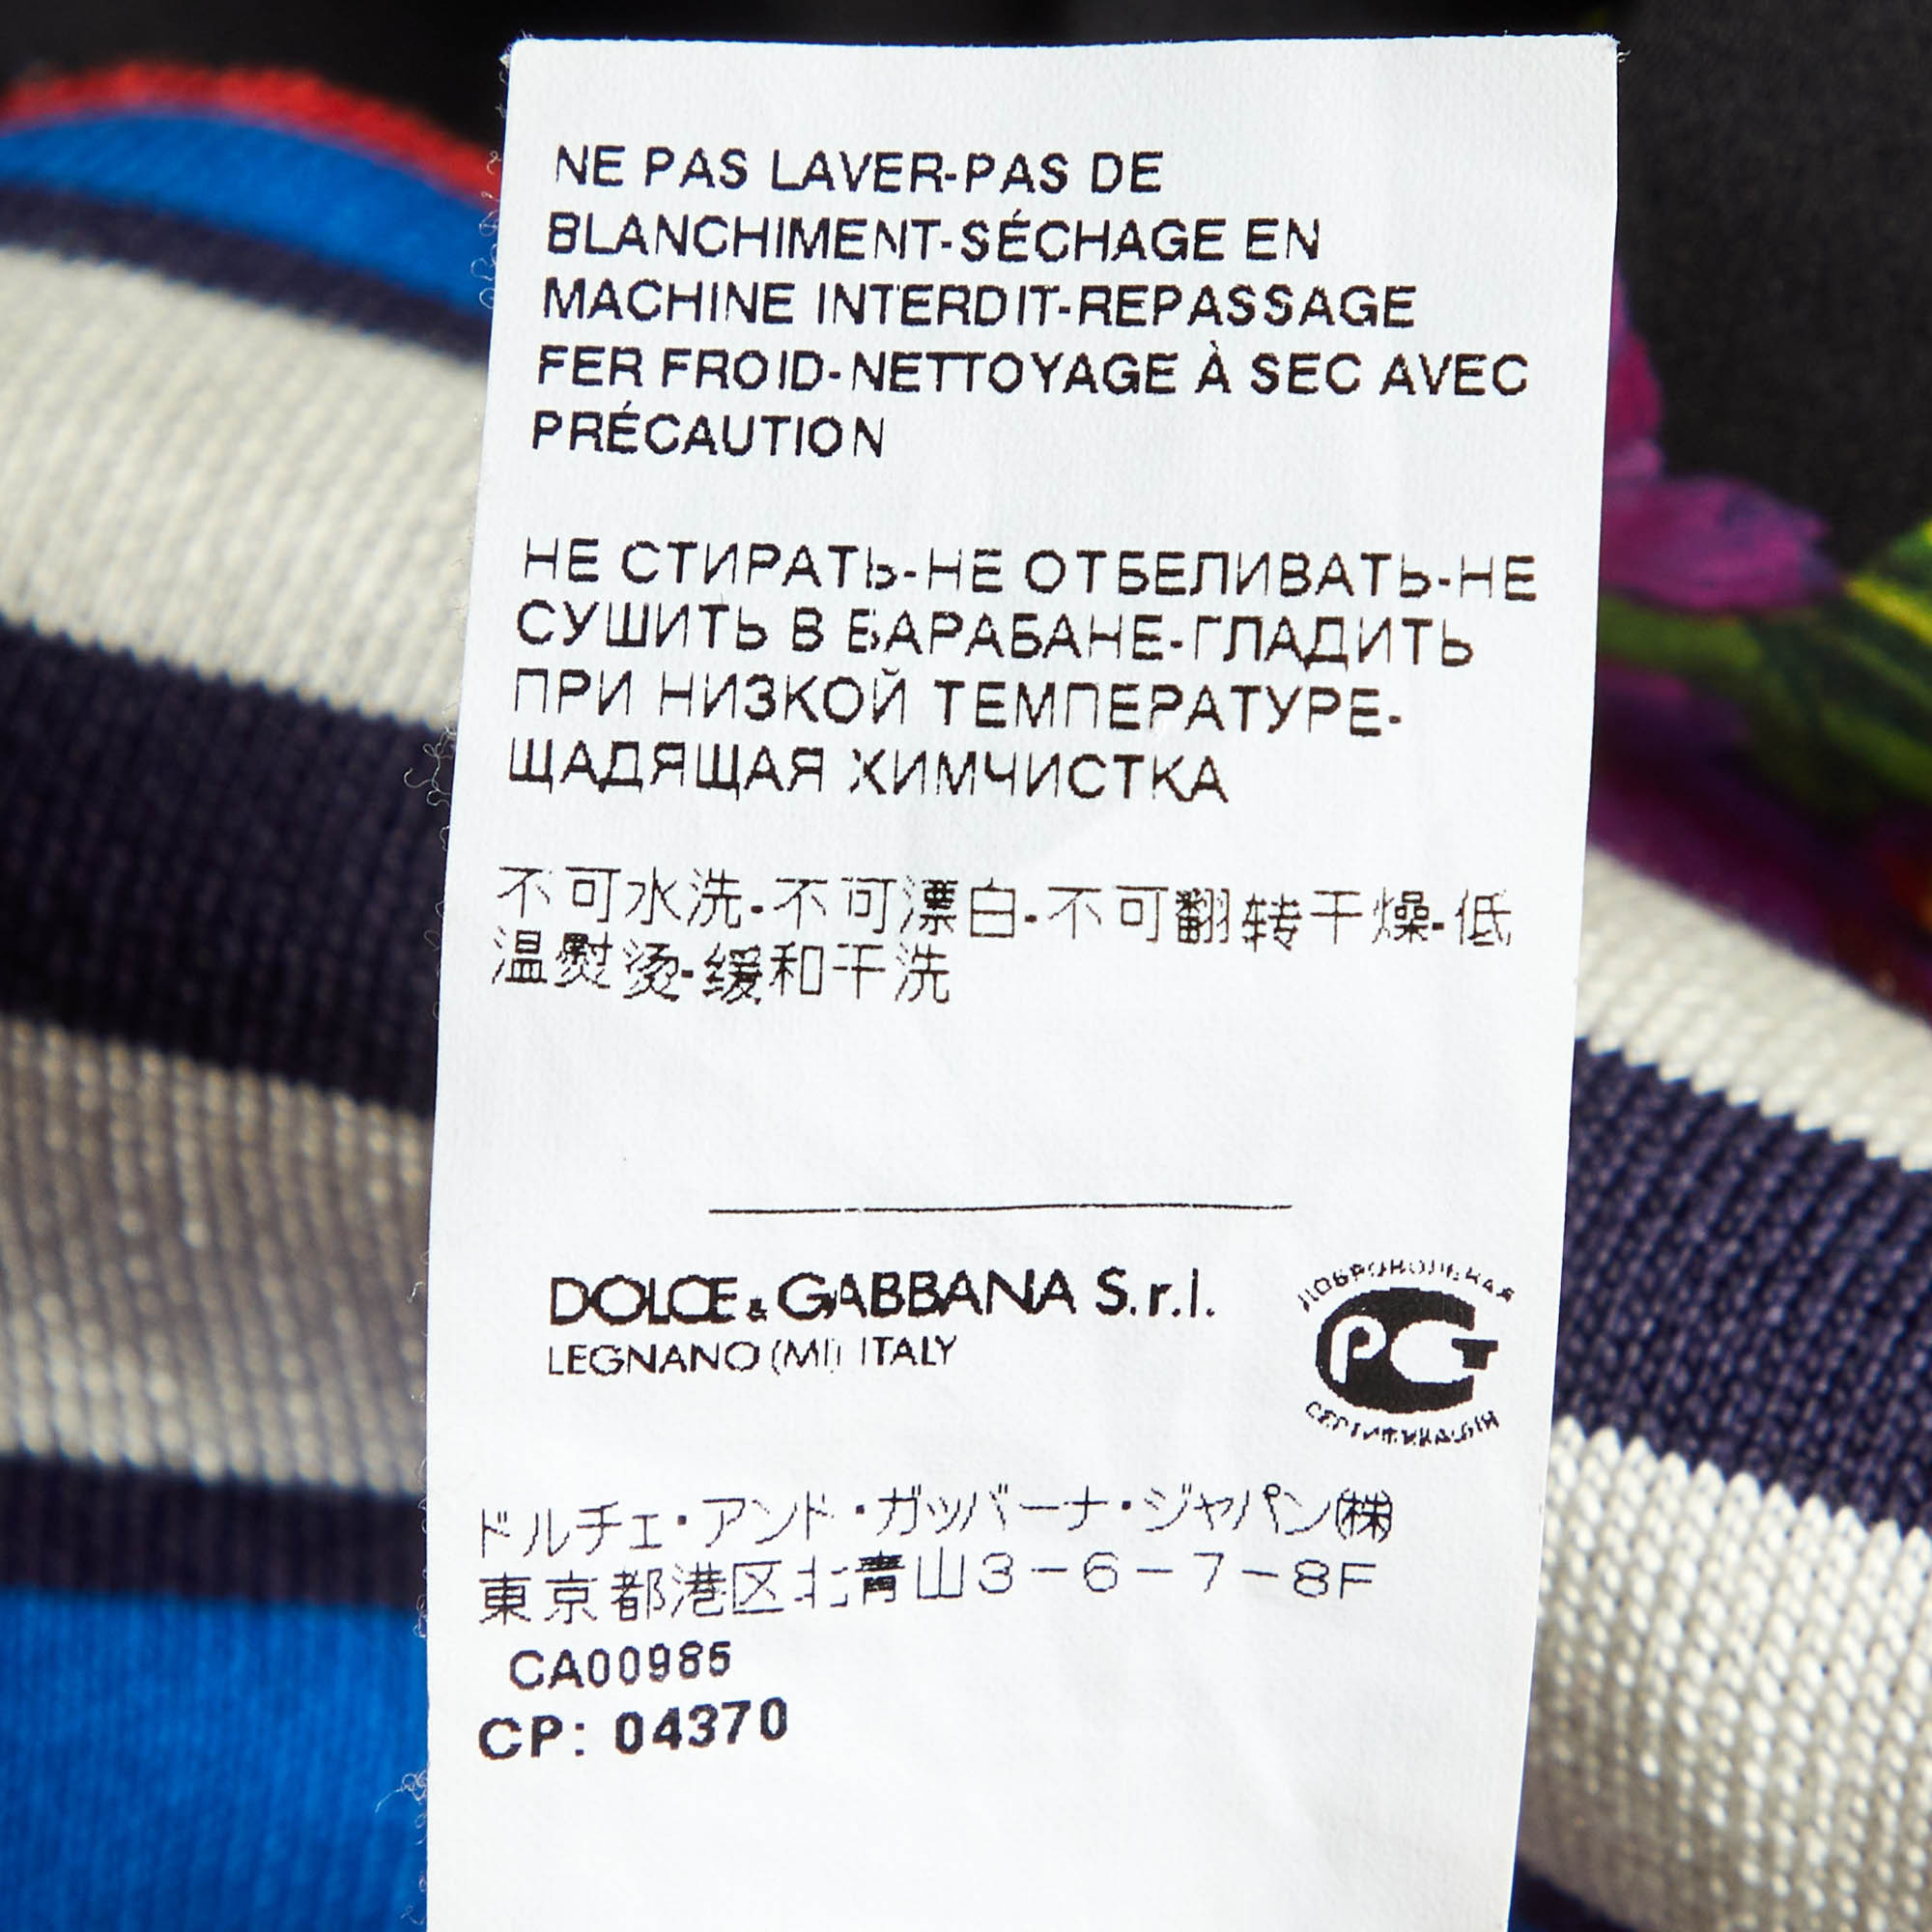 NE PAS LAVER-PAS DE
BLANCHIMENT-SÉCHAGE EN
MACHINE INTERDIT-REPASSAGE
FER FROID-NETTOYAGE À SEC AVEC
PRÉCAUTION
НЕ СТИРАТЬ-НЕ ОТБЕЛИВАТЬ-НЕ
СУШИТЬ В БАРАБАНЕ-ГЛАДИТЬ
ПРИ НИЗКОЙ ТЕМПЕРАТУРЕ-
ЩАДЯЩАЯ ХИМЧИСТКА
不可水洗-不可漂白-不可翻转干燥-低
温熨烫-缓和干洗
DOLCE & GABBANA S.r.l.
LEGNANO (MI) ITALY
ДОБРОВОЛЬНАЯ
РСТ
СЕРТИФИКАЦИЯ
ドルチェ・アンド・ガッバーナ・ジャパン㈱
東京都港区北青山3-6-7-8F
CA00985
CP: 04370